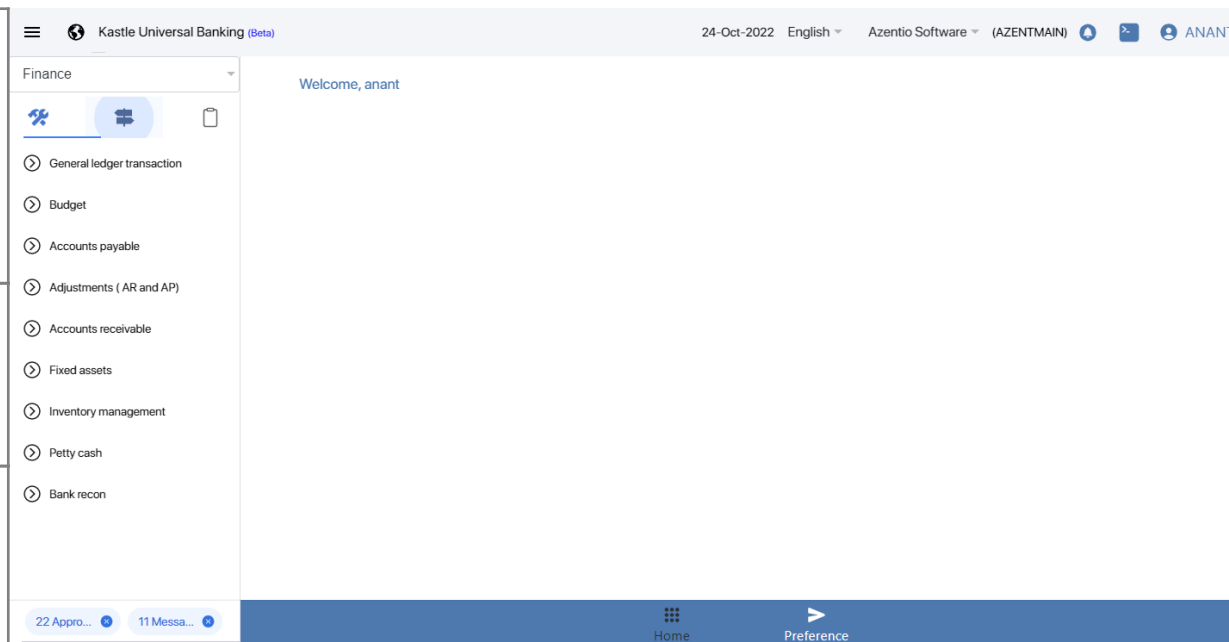 Kastle Universal Banking (Beta)
24-Oct-2022 English Azentio Software (AZENTMAIN) ANANT
Finance
Welcome, anant
General ledger transaction
Budget
Accounts payable
Adjustments ( AR and AP)
Accounts receivable
Fixed assets
Inventory management
Petty cash
Bank recon
22 Appro... 11 Messa...
Home Preference